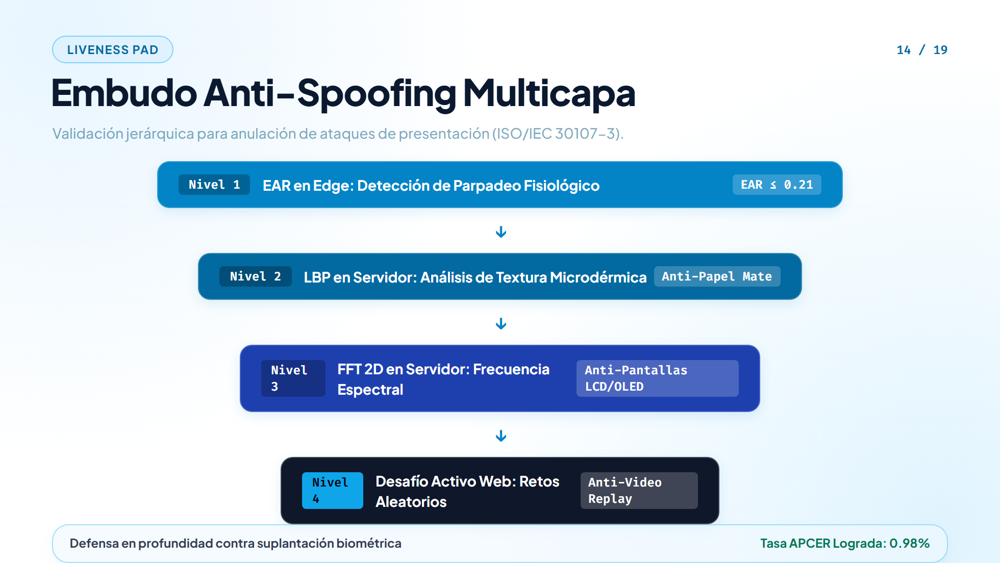 LIVENESS PAD
14 / 19
Embudo Anti-Spoofing Multicapa
Validación jerárquica para anulación de ataques de presentación (ISO/IEC 30107-3).
Nivel 1
EAR en Edge: Detección de Parpadeo Fisiológico
EAR ≤ 0.21
↓
Nivel 2
LBP en Servidor: Análisis de Textura Microdérmica
Anti-Papel Mate
↓
Nivel
3
FFT 2D en Servidor: Frecuencia
Espectral
Anti-Pantallas
LCD/OLED
↓
Nivel
4
Desafío Activo Web: Retos
Aleatorios
Anti-Video
Replay
Defensa en profundidad contra suplantación biométrica
Tasa APCER Lograda: 0.98%